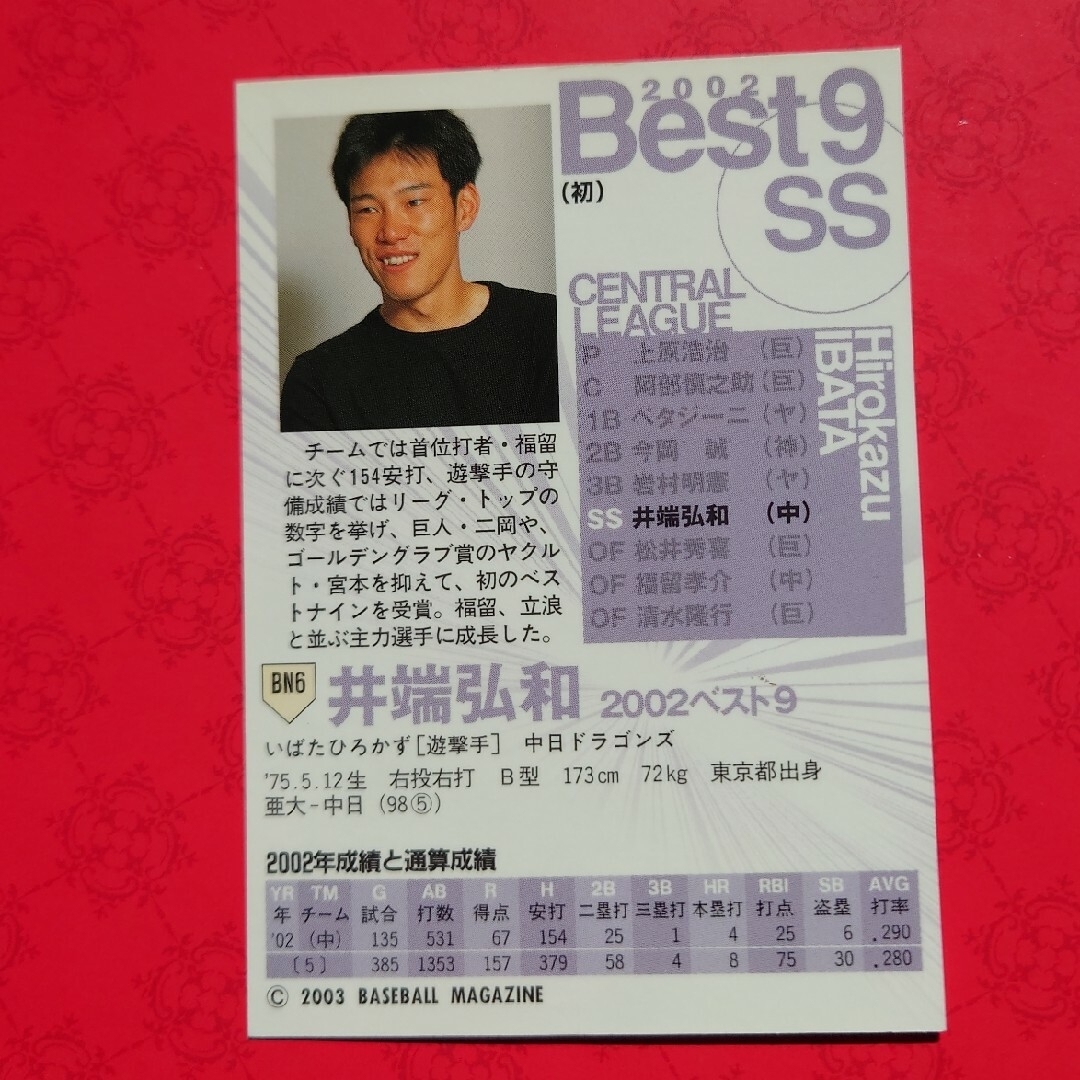 2002
Best 9
(初)
SS
CENTRAL
LEAGUE
Hirokazu
IBATA
P 上原浩治 (巨)
C 阿部慎之助 (巨)
1B ペタジーニ (ヤ)
2B 今岡 誠 (神)
3B 岩村明憲 (ヤ)
SS 井端弘和 (中)
OF 松井秀喜 (巨)
OF 福留孝介 (中)
OF 清水隆行 (巨)
チームでは首位打者・福留
に次ぐ154安打、遊撃手の守
備成績ではリーグ・トップの
数字を挙げ、巨人・二岡や、
ゴールデングラブ賞のヤクル
ト・宮本を抑えて、初のベス
トナインを受賞。福留、立浪
と並ぶ主力選手に成長した。
BN6 井端弘和 2002ベスト9
いばたひろかず[遊撃手] 中日ドラゴンズ
'75.5.12生 右投右打 B型 173cm 72kg 東京都出身
亜大-中日 (98⑤)
2002年成績と通算成績
YR TM G AB R H 2B 3B HR RBI SB AVG
年 チーム 試合 打数 得点 安打 二塁打 三塁打 本塁打 打点 盗塁 打率
'02 (中) 135 531 67 154 25 1 4 25 6 .290
〔5〕 385 1353 157 379 58 4 8 75 30 .280
© 2003 BASEBALL MAGAZINE